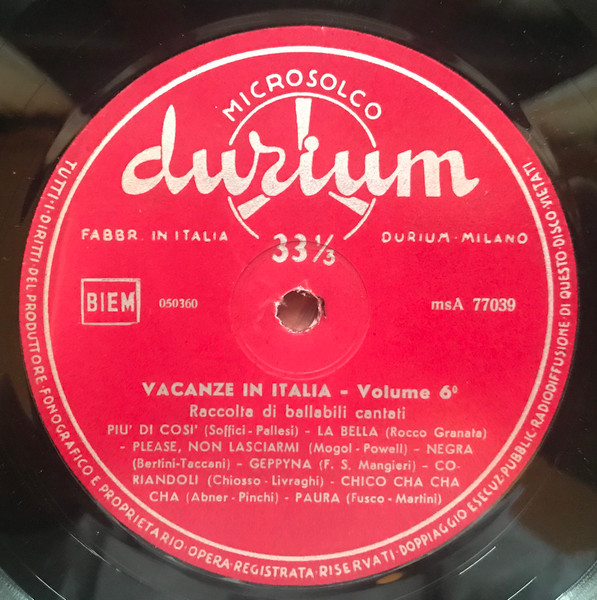 MICROSOLCO
durium
FABBR. IN ITALIA
33 1/3
DURIUM - MILANO
BIEM
050360
msA 77039
VACANZE IN ITALIA - Volume 6º
Raccolta di ballabili cantati
PIU' DI COSI' (Soffici - Pallesi) - LA BELLA (Rocco Granata)
- PLEASE, NON LASCIARMI (Mogol - Powell) - NEGRA
(Bertini-Taccani) - GEPPYNA (F. S. Mangieri) - CO-
RIANDOLI (Chiosso - Livraghi) - CHICO CHA CHA
CHA (Abner - Pinchi) - PAURA (Fusco - Martini)
TUTTI I DIRITTI DEL PRODUTTORE FONOGRAFICO E PROPRIETARIO OPERA REGISTRATA RISERVATI. DOPPIAGGIO ESECUZ. PUBBLIC. RADIODIFFUSIONE DI QUESTO DISCO VIETATI